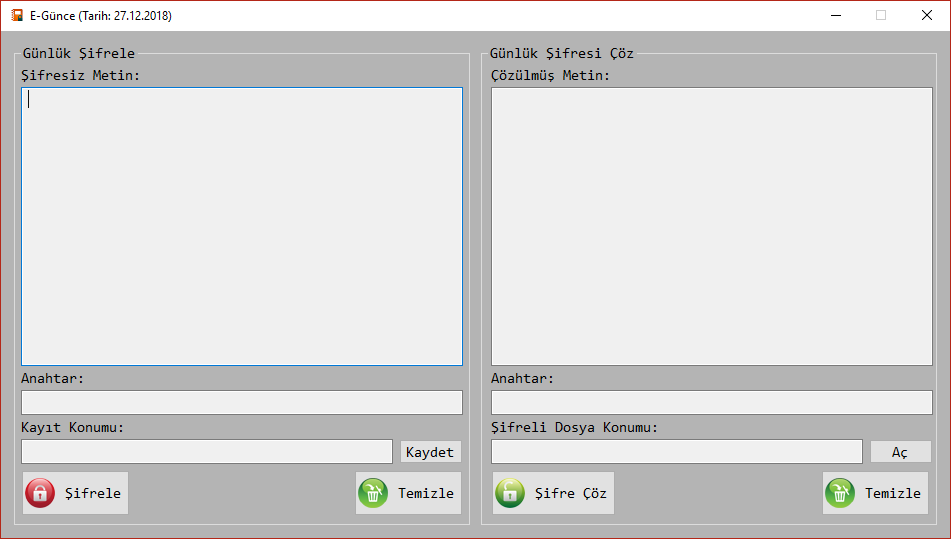 E-Günce (Tarih: 27.12.2018)
Günlük Şifrele
Şifresiz Metin:
Anahtar:
Kayıt Konumu:
Kaydet
Şifrele
Temizle
Günlük Şifresi Çöz
Çözülmüş Metin:
Anahtar:
Şifreli Dosya Konumu:
Aç
Şifre Çöz
Temizle